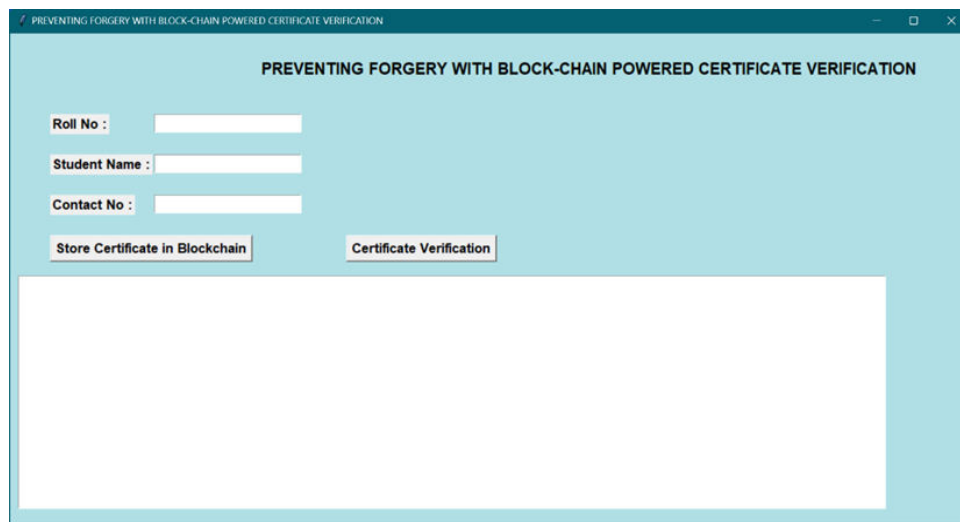 PREVENTING FORGERY WITH BLOCK-CHAIN POWERED CERTIFICATE VERIFICATION
PREVENTING FORGERY WITH BLOCK-CHAIN POWERED CERTIFICATE VERIFICATION
Roll No :
Student Name :
Contact No :
Store Certificate in Blockchain Certificate Verification